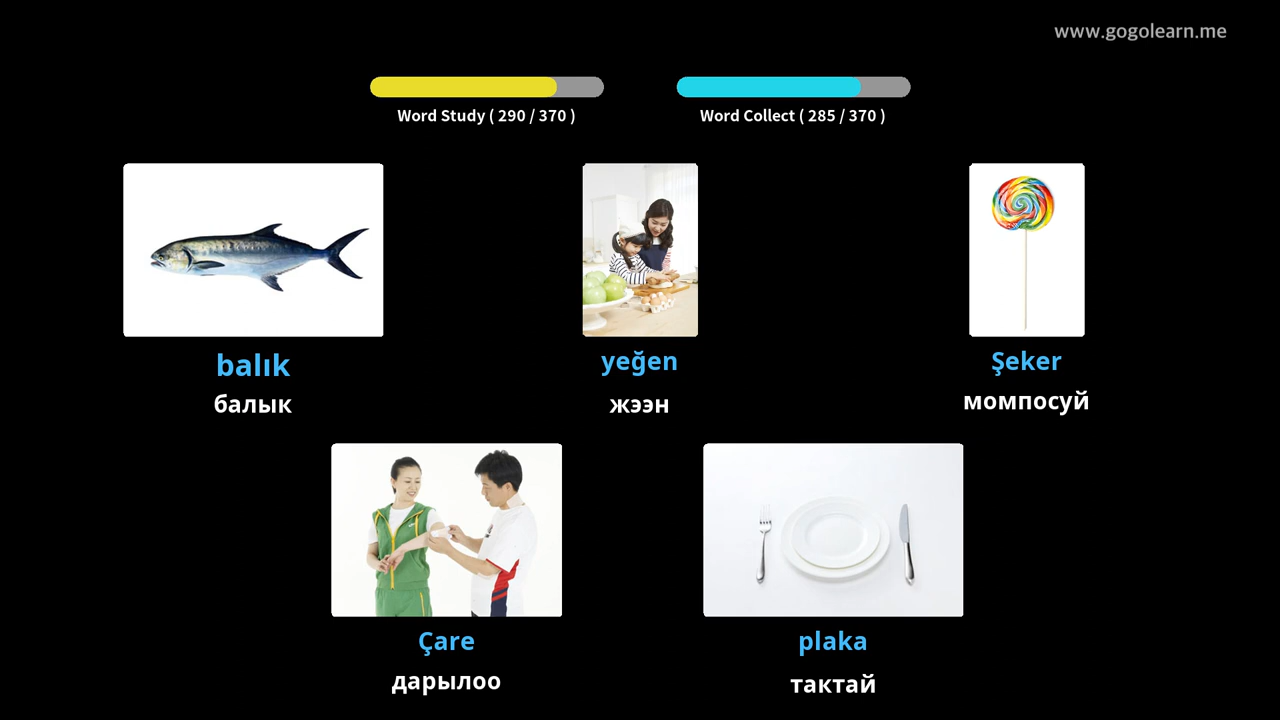 www.gogolearn.me
Word Study ( 290 / 370 )
Word Collect ( 285 / 370 )
balık
балык
yeğen
жээн
Şeker
момпосуй
Çare
дарылоо
plaka
тактай